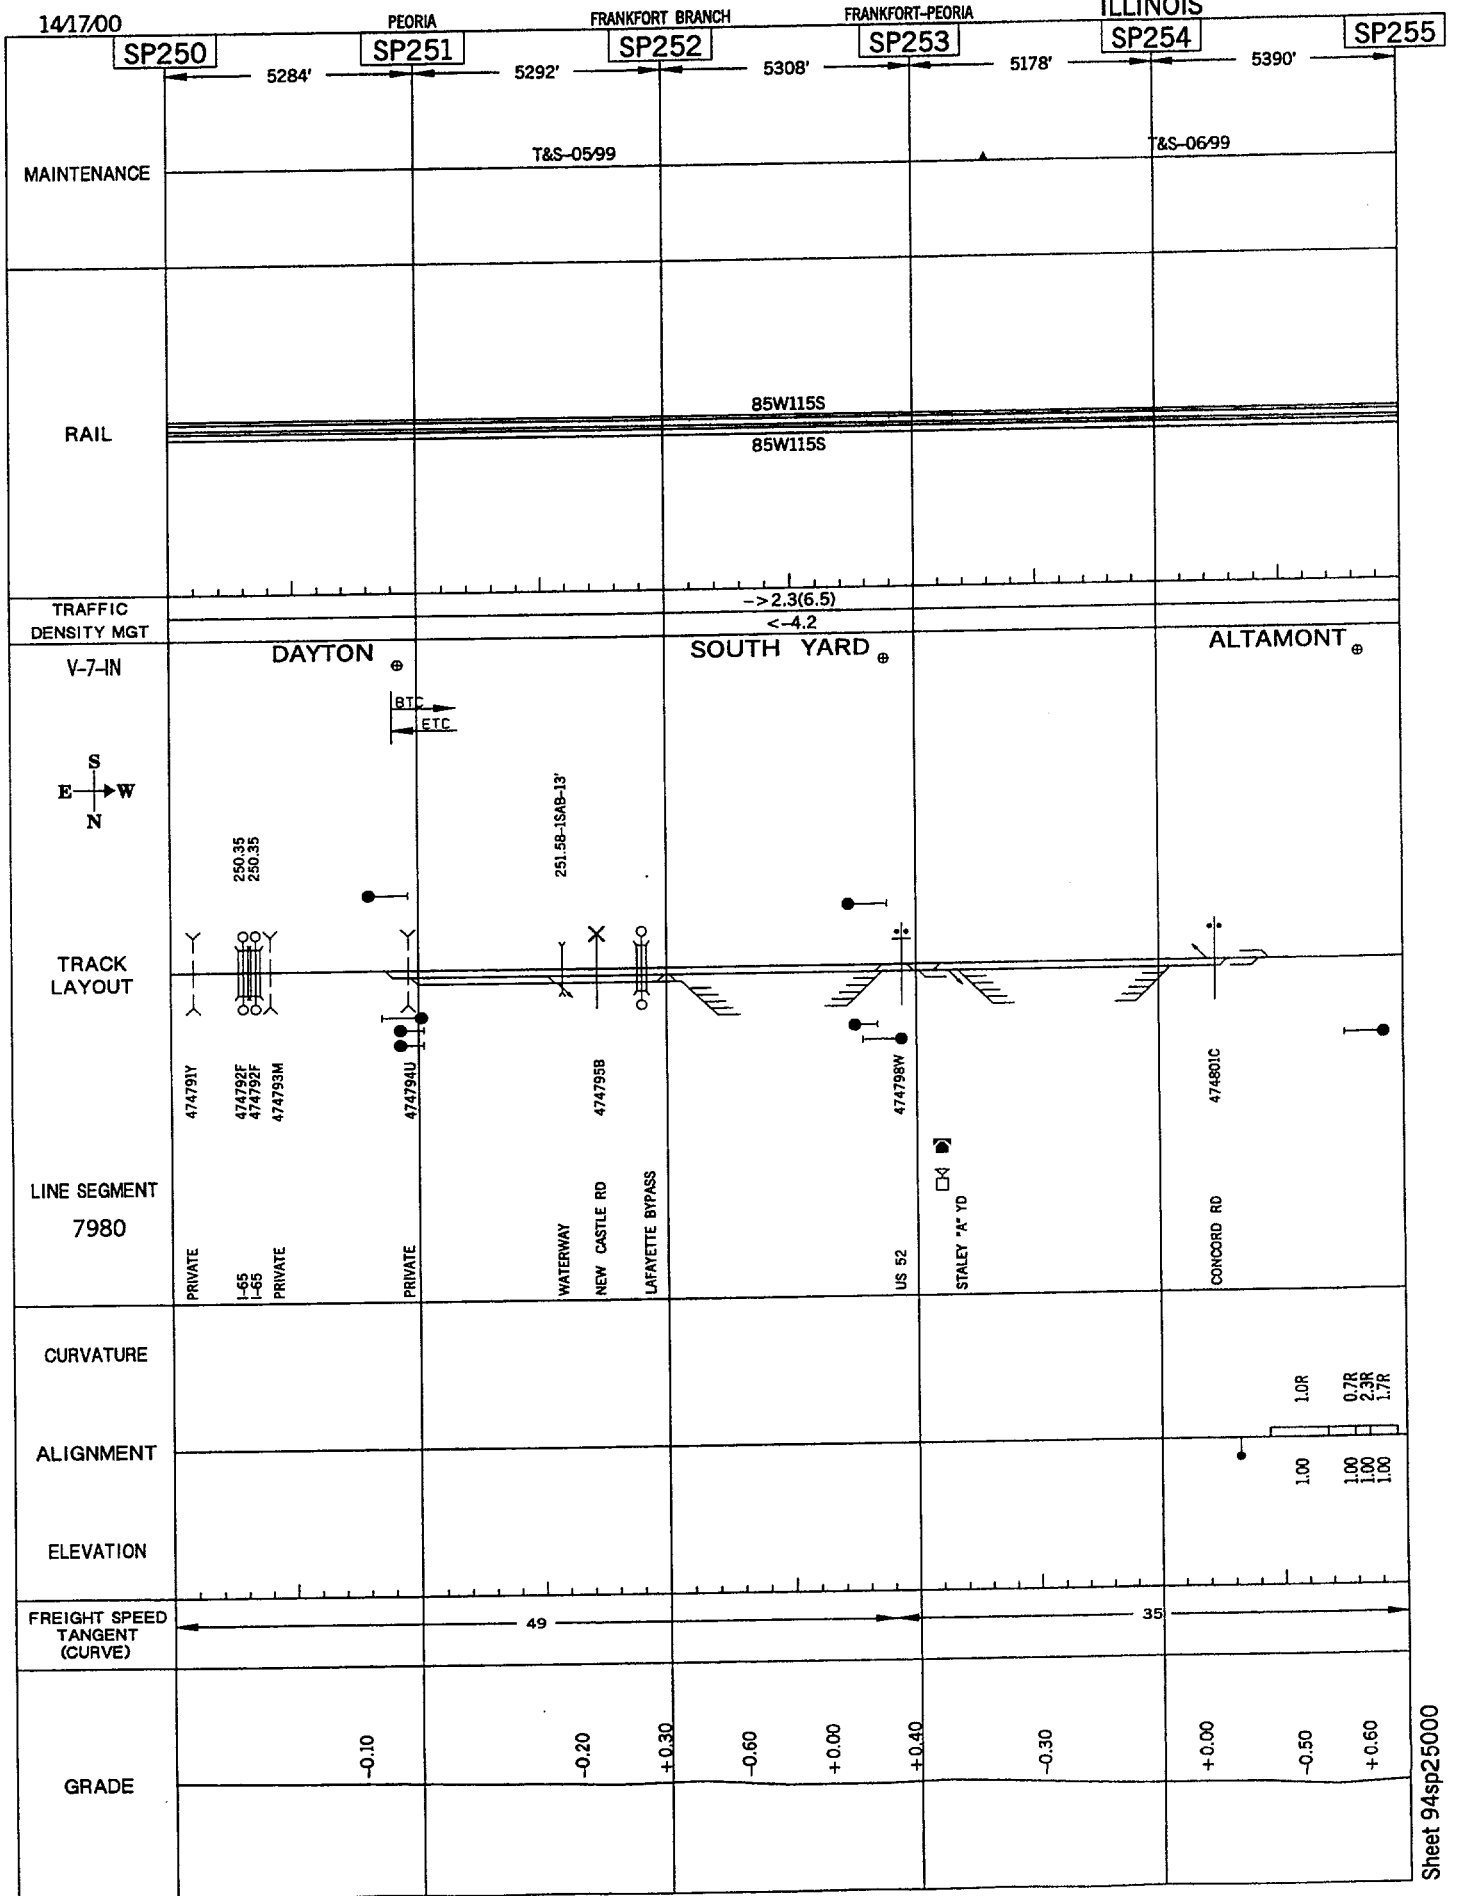 14/17/00 PEORIA FRANKFORT BRANCH FRANKFORT-PEORIA ILLINOIS
SP250 SP251 SP252 SP253 SP254 SP255
5284' 5292' 5308' 5178' 5390'
MAINTENANCE
T&S-05/99 T&S-06/99
RAIL
85W115S
85W115S
TRAFFIC
DENSITY MGT
->2.3(6.5)
<-4.2
V-7-IN
DAYTON SOUTH YARD ALTAMONT
BTC
ETC
S
E W
N
250.35
250.35
251.58-1SAB-13'
TRACK
LAYOUT
474791Y
474792F
474792F
474793M
474794U
474795B
474798W
474801C
LINE SEGMENT
7980
PRIVATE
I-65
I-65
PRIVATE
PRIVATE
WATERWAY
NEW CASTLE RD
LAFAYETTE BYPASS
US 52
STALEY "A" YD
CONCORD RD
CURVATURE
1.0R 0.7R 2.3R 1.7R
ALIGNMENT
1.00 1.00 1.00 1.00
ELEVATION
FREIGHT SPEED
TANGENT
(CURVE)
49 35
GRADE
-0.10 -0.20 +0.30 -0.60 +0.00 +0.40 -0.30 +0.00 -0.50 +0.60
Sheet 94sp25000